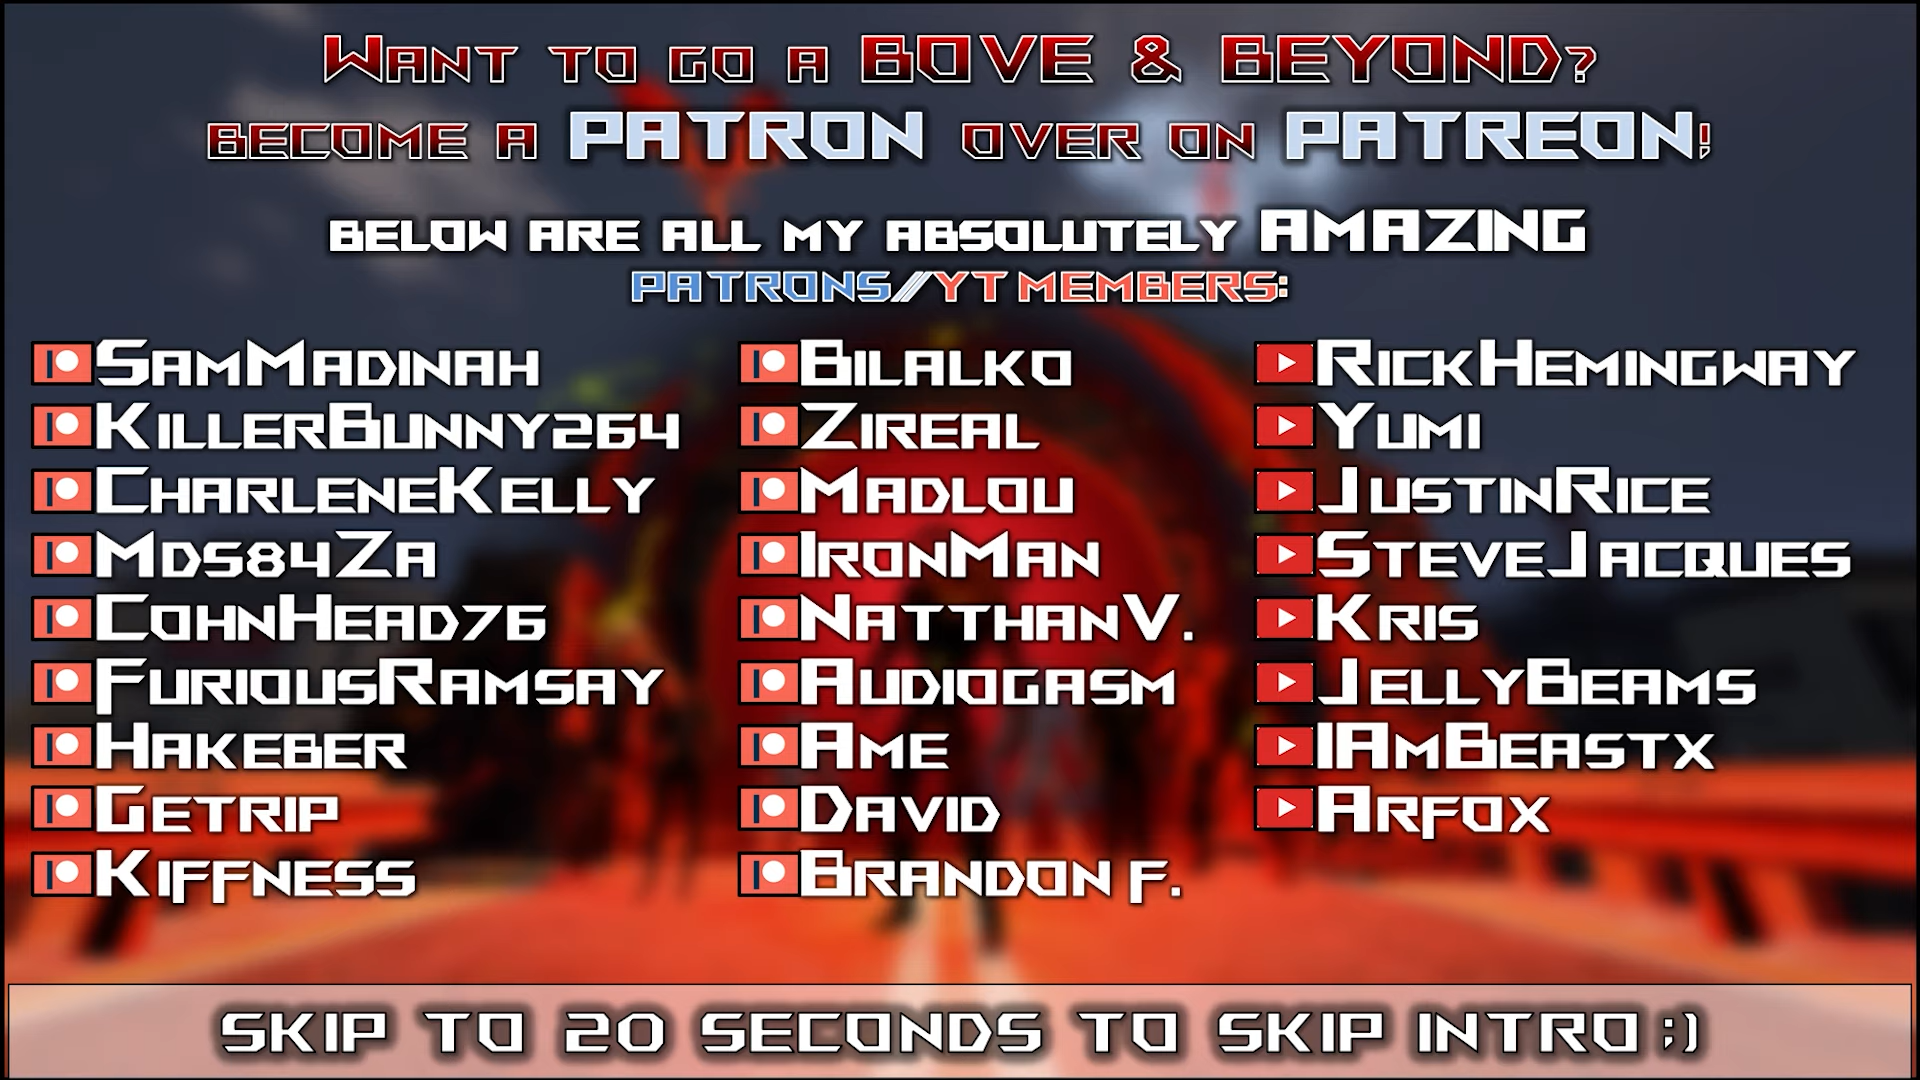 Want to go a BOVE & BEYOND?
become a PATRON over on PATREON!
below are all my absolutely AMAZING
PATRONS//YT MEMBERS:
SamMadinah
KillerBunny264
CharleneKelly
Mds84Za
CohnHead76
FuriousRamsay
Hakeber
Getrip
Kiffness
Bilalko
Zireal
Madlou
IronMan
NatthanV.
Audiogasm
Ame
David
Brandon F.
RickHemingway
Yumi
JustinRice
SteveJacques
Kris
JellyBeams
IAmBeastx
Arfox
SKIP TO 20 SECONDS TO SKIP INTRO ;)